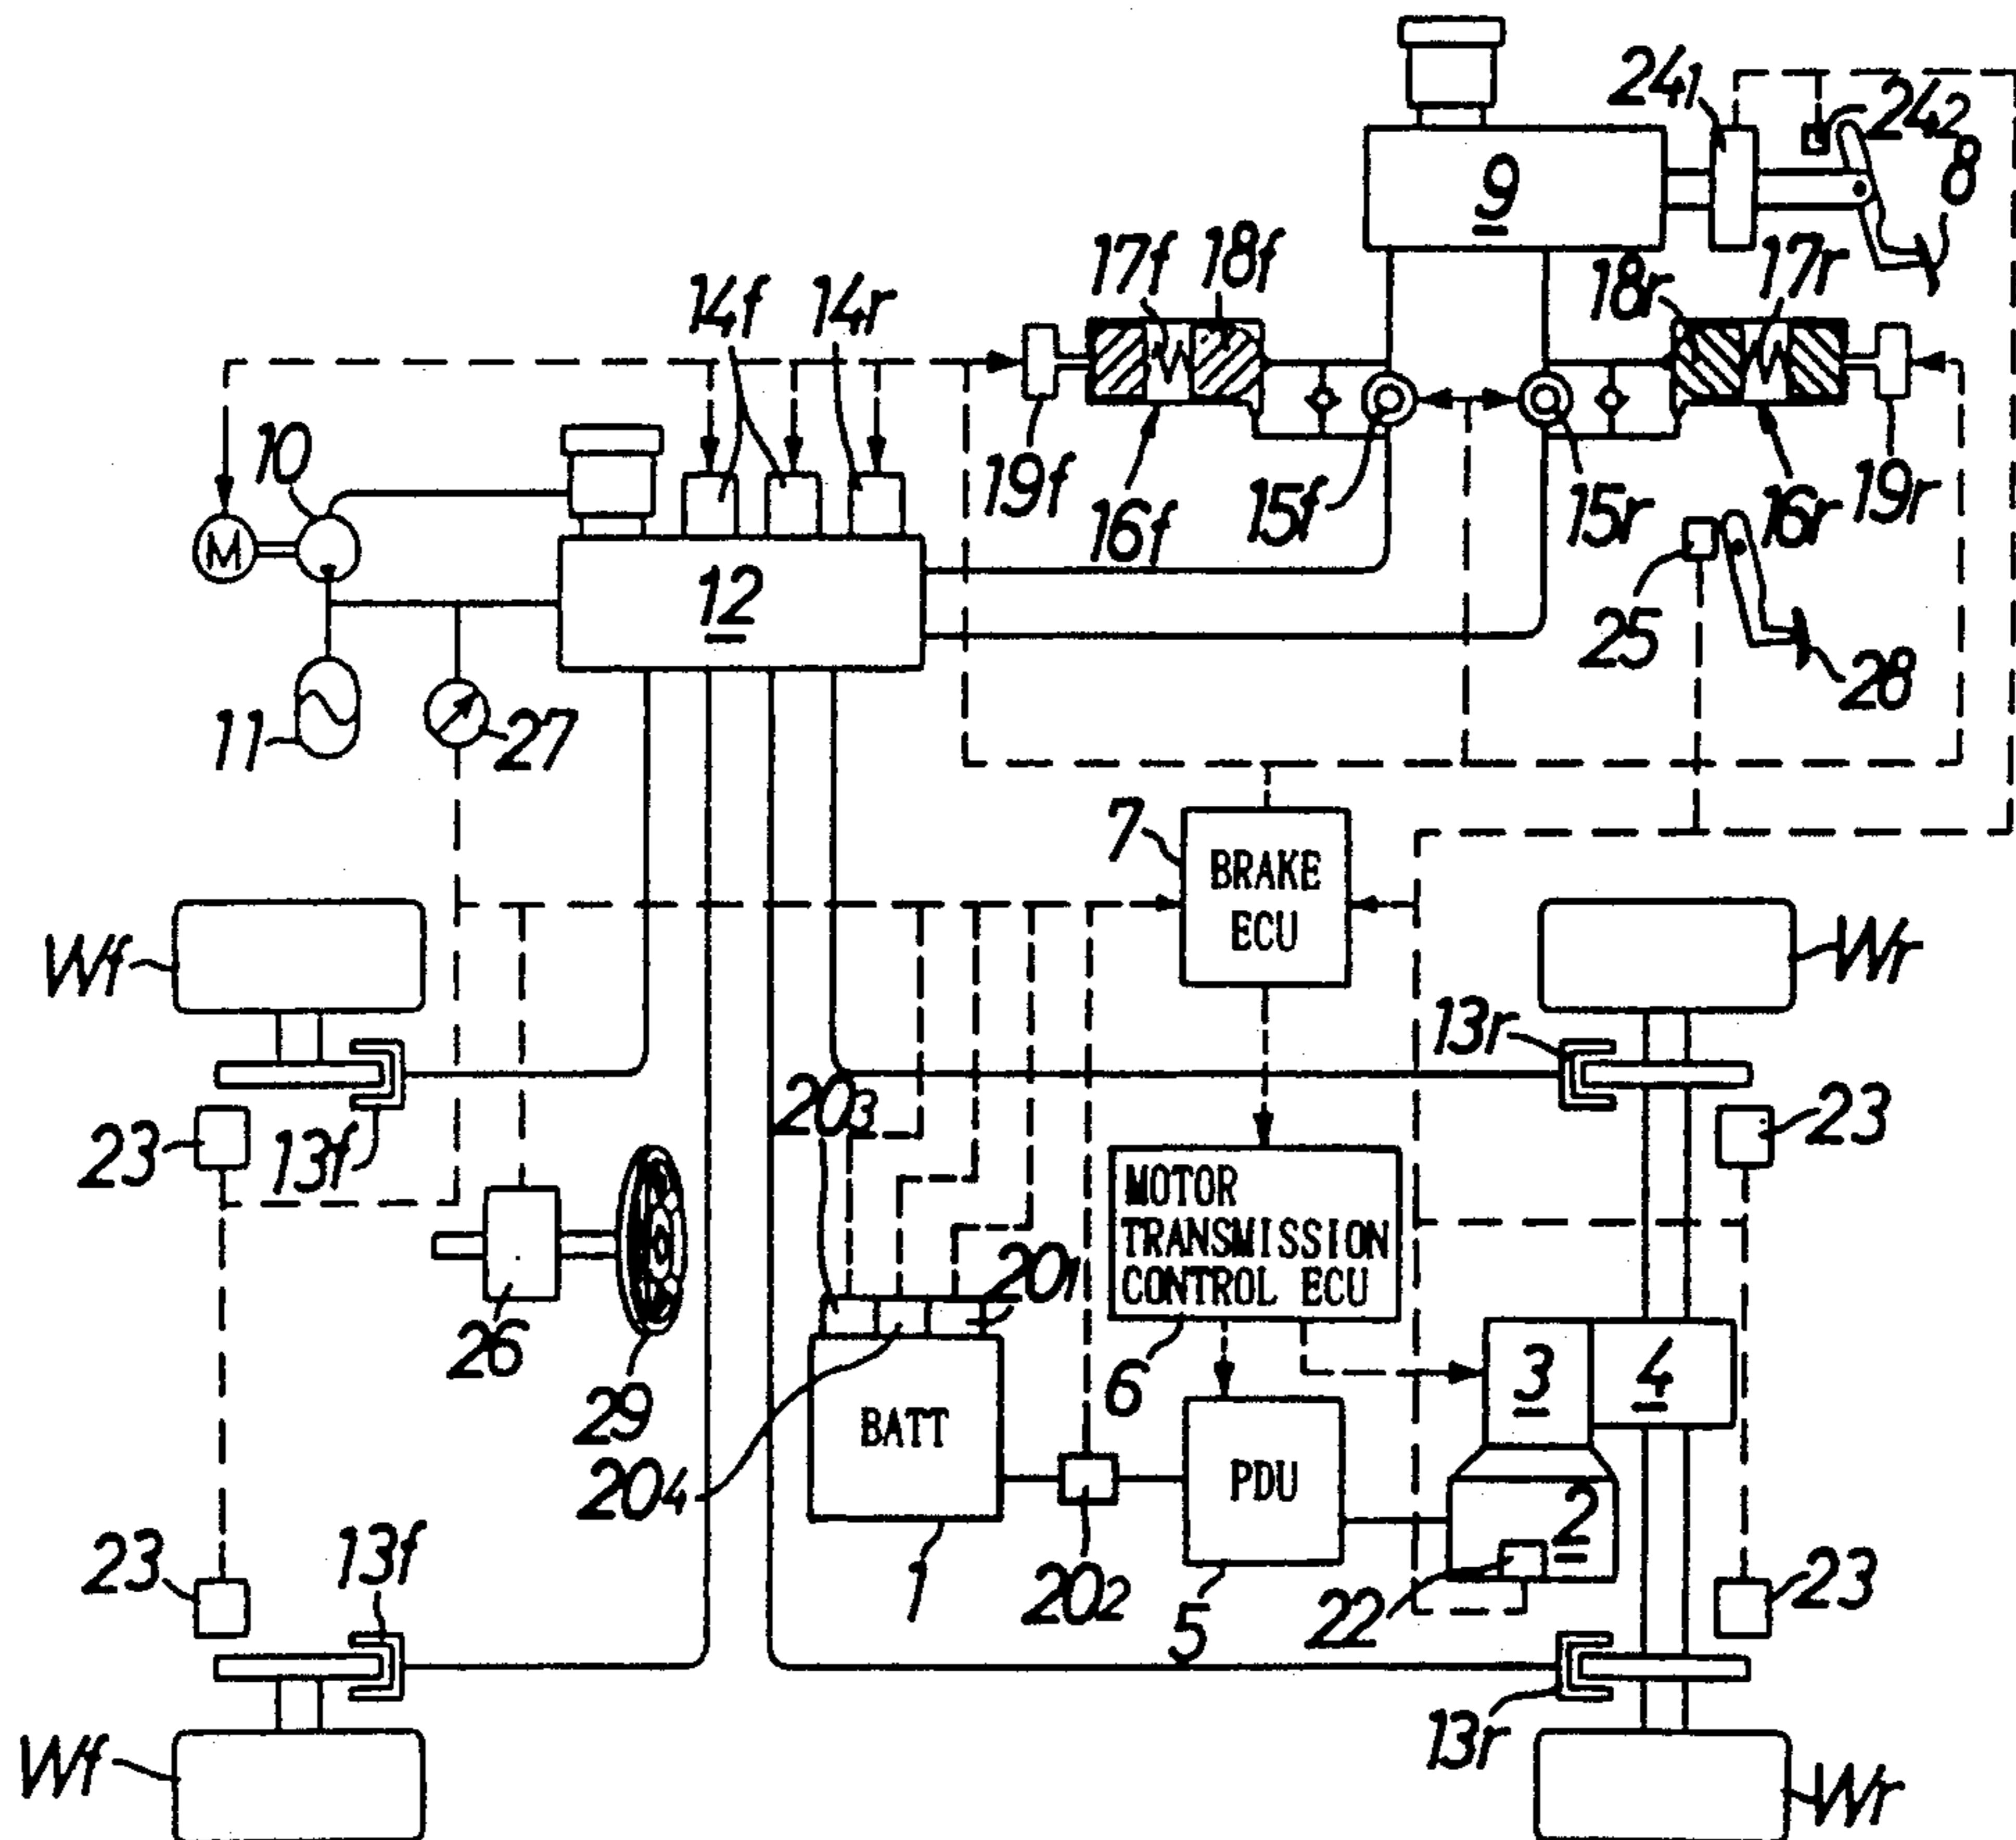 24₁
24₂
8
9
17f
18f
18r
17r
14f
14r
10
19f
16f
15f
15r
16r
19r
M
12
25
28
11
27
7
BRAKE
ECU
Wf
Wr
13r
20₃
23
13f
23
MOTOR
TRANSMISSION
CONTROL ECU
20₁
26
29
6
3
4
20₄
BATT
PDU
2
23
13f
1
20₂
5
22
23
13r
Wf
Wr